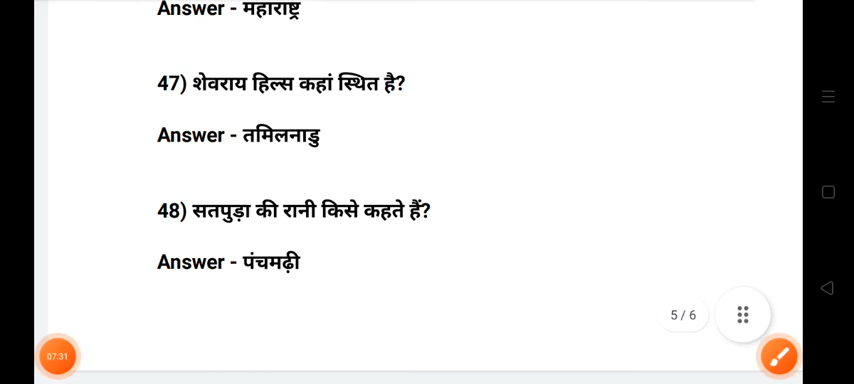 Answer - महाराष्ट्र
47) शेवराय हिल्स कहां स्थित है?
Answer - तमिलनाडु
48) सतपुड़ा की रानी किसे कहते हैं?
Answer - पंचमढ़ी
5 / 6
07:31